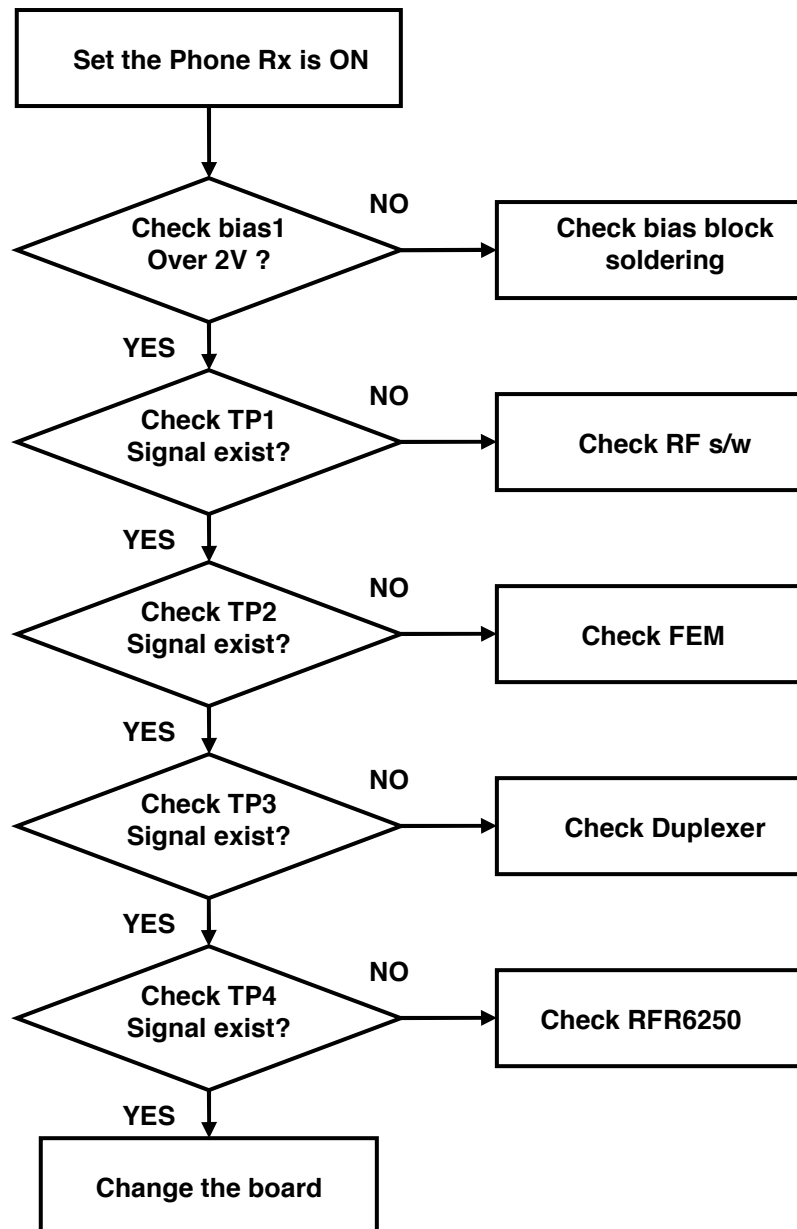 Set the Phone Rx is ON
Check bias1
Over 2V ?
NO
Check bias block
soldering
YES
Check TP1
Signal exist?
NO
Check RF s/w
YES
Check TP2
Signal exist?
NO
Check FEM
YES
Check TP3
Signal exist?
NO
Check Duplexer
YES
Check TP4
Signal exist?
NO
Check RFR6250
YES
Change the board